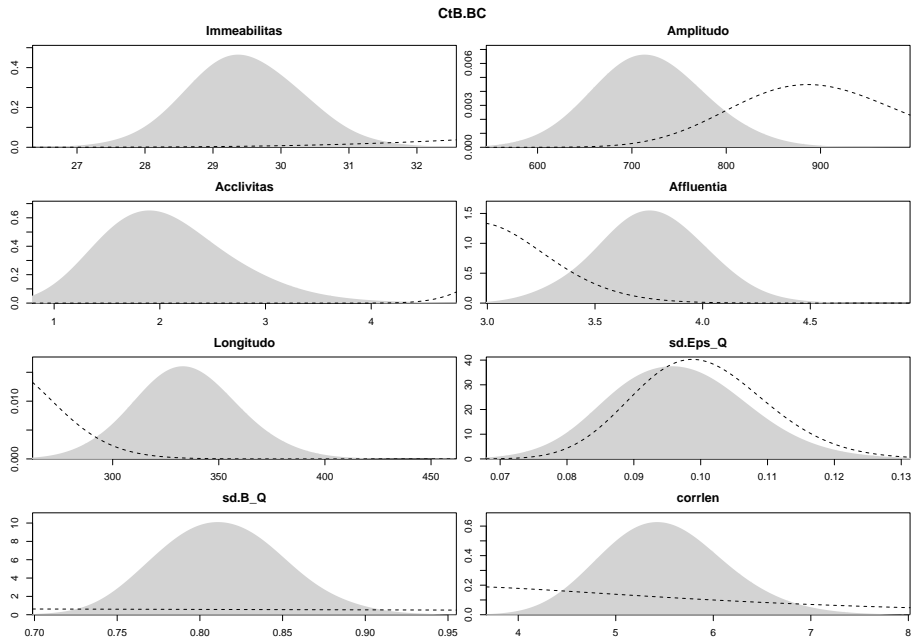 CtB.BC
Immeabilitas
0.0 0.2 0.4
27 28 29 30 31 32
Amplitudo
0.000 0.003 0.006
600 700 800 900
Acclivitas
0.0 0.2 0.4 0.6
1 2 3 4
Affluentia
0.0 0.5 1.0 1.5
3.0 3.5 4.0 4.5
Longitudo
0.000 0.010
300 350 400 450
sd.Eps_Q
0 10 20 30 40
0.07 0.08 0.09 0.10 0.11 0.12 0.13
sd.B_Q
0 2 4 6 8 10
0.70 0.75 0.80 0.85 0.90 0.95
corrlen
0.0 0.2 0.4 0.6
4 5 6 7 8